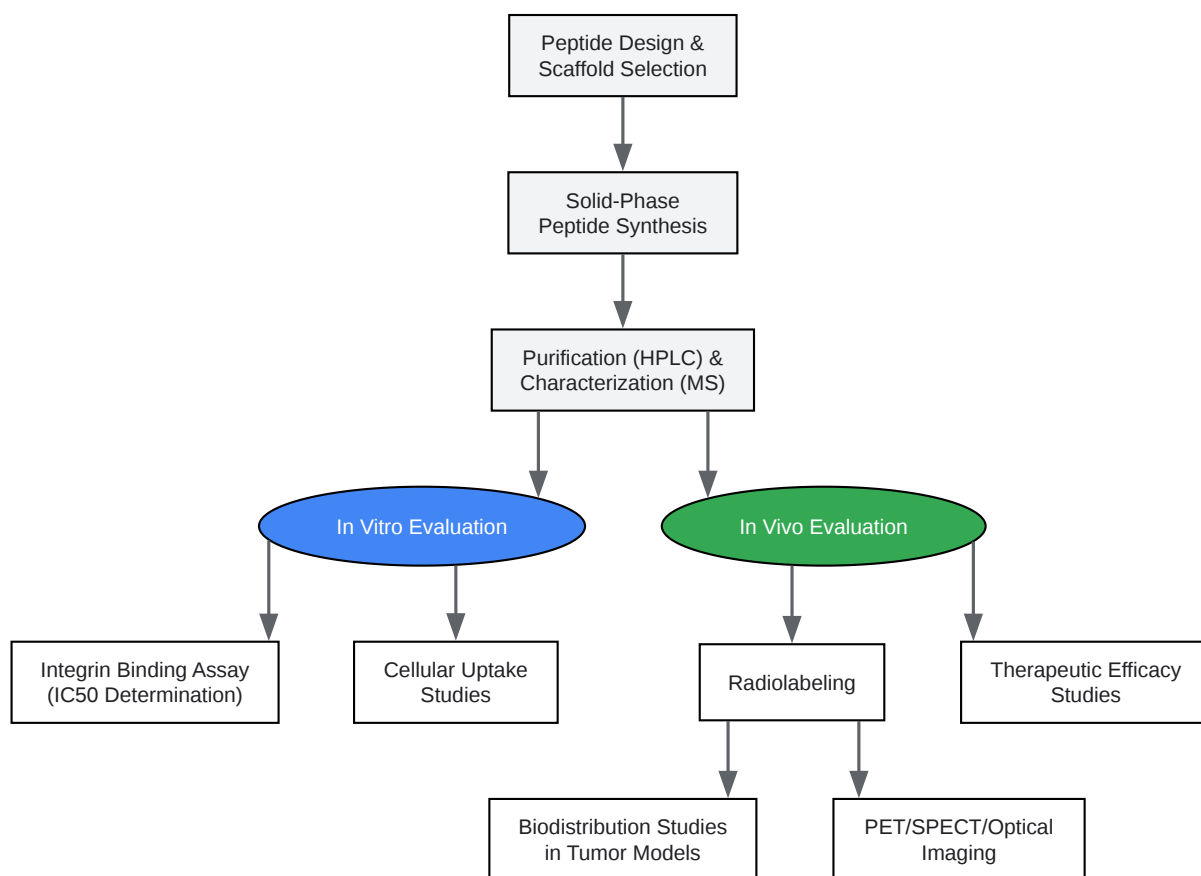 Peptide Design &
Scaffold Selection
Solid-Phase
Peptide Synthesis
Purification (HPLC) &
Characterization (MS)
In Vitro Evaluation
In Vivo Evaluation
Integrin Binding Assay
(IC50 Determination)
Cellular Uptake
Studies
Radiolabeling
Therapeutic Efficacy
Studies
Biodistribution Studies
in Tumor Models
PET/SPECT/Optical
Imaging